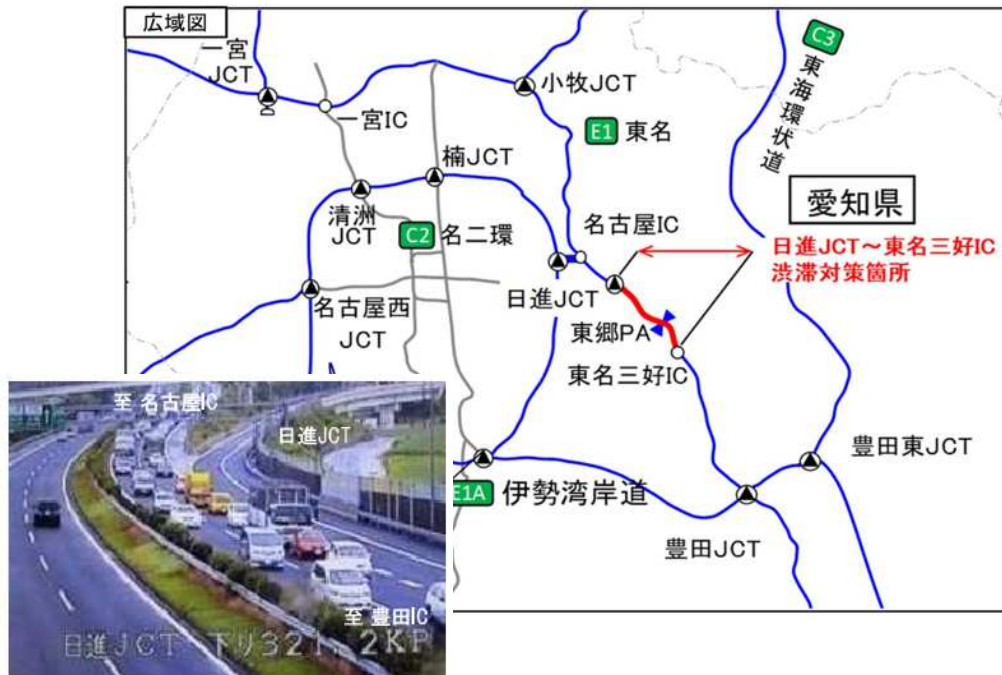 広域図
一宮
JCT
一宮IC
小牧JCT
E1 東名
C3
東海環状道
楠JCT
清洲
JCT
C2 名二環
名古屋IC
愛知県
日進JCT～東名三好IC
渋滞対策箇所
名古屋西
JCT
日進JCT
東郷PA
東名三好IC
豊田東JCT
E1A 伊勢湾岸道
豊田JCT
至 名古屋IC
日進JCT
至 豊田IC
日進JCT 下り321.2KP